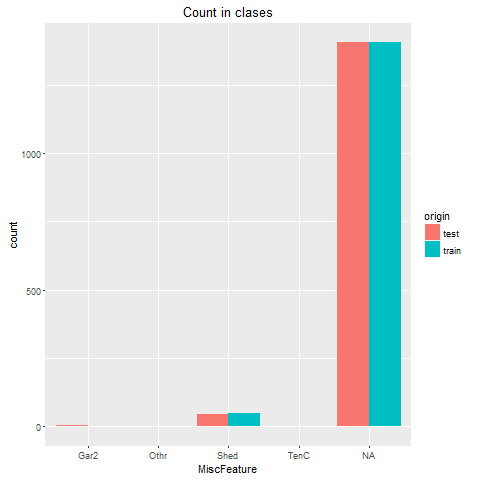 Count in clases
count
1000
500
0
Gar2 Othr Shed TenC NA
MiscFeature
origin
test
train